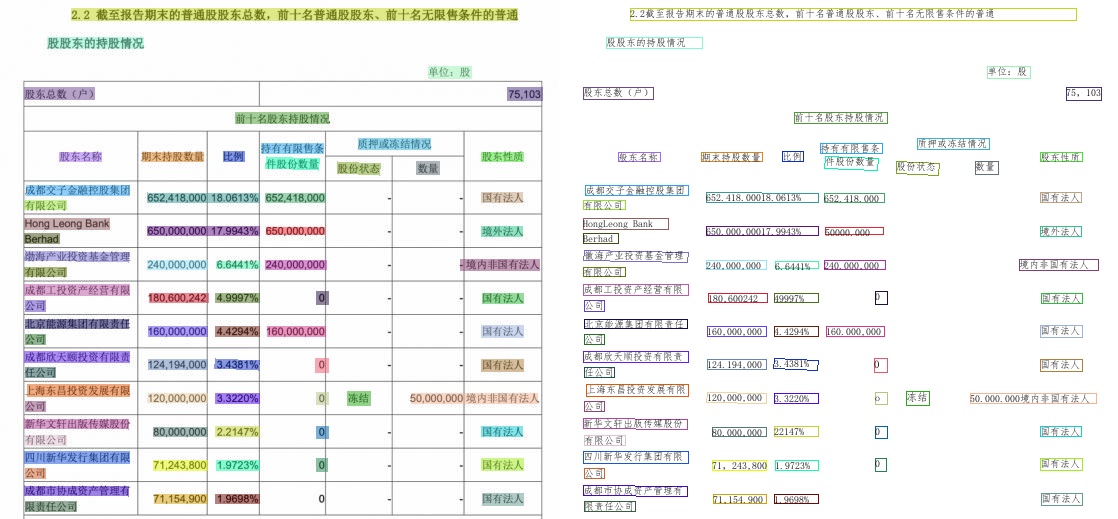 2.2 截至报告期末的普通股股东总数，前十名普通股股东、前十名无限售条件的普通
股股东的持股情况
单位：股
股东总数（户） 75,103
前十名股东持股情况
股东名称 期末持股数量 比例 持有有限售条件股份数量 质押或冻结情况 股东性质
股份状态 数量
成都交子金融控股集团 652,418,000 18.0613% 652,418,000 - - 国有法人
有限公司
Hong Leong Bank 650,000,000 17.9943% 650,000,000 - - 境外法人
Berhad
渤海产业投资基金管理 240,000,000 6.6441% 240,000,000 - - 境内非国有法人
有限公司
成都工投资产经营有限 180,600,242 4.9997% 0 - - 国有法人
公司
北京能源集团有限责任 160,000,000 4.4294% 160,000,000 - - 国有法人
公司
成都欣天颐投资有限责 124,194,000 3.4381% 0 - - 国有法人
任公司
上海东昌投资发展有限 120,000,000 3.3220% 0 冻结 50,000,000 境内非国有法人
公司
新华文轩出版传媒股份 80,000,000 2.2147% 0 - - 国有法人
有限公司
四川新华发行集团有限 71,243,800 1.9723% 0 - - 国有法人
公司
成都市协成资产管理有 71,154,900 1.9698% 0 - - 国有法人
限责任公司
2.2截至报告期末的普通股股东总数，前十名普通股股东、前十名无限售条件的普通
股股东的持股情况
单位：股
股东总数（户） 75, 103
前十名股东持股情况
股东名称 期末持股数量 比例 持有有限售条 质押或冻结情况 股东性质
件股份数量 股份状态 数量
成都交子金融控股集团 652.418.00018.0613% 652.418.000 国有法人
有限公司
HongLeong Bank 650.000.00017.9943% 50000.000 境外法人
Berhad
渤海产业投资基金管理 240.000,000 6.6441% 240.000,000 境内非国有法人
有限公司
成都工投资产经营有限 180.600242 49997% 0 国有法人
公司
北京能源集团有限责任 160.000,000 4.4294% 160.000,000 国有法人
公司
成都欣天颐投资有限责 124.194,000 3.4381% 0 国有法人
任公司
上海东昌投资发展有限 120,000,000 3.3220% o 冻结 50.000.000境内非国有法人
公司
新华文轩出版传媒股份 80.000,000 22147% 0 国有法人
有限公司
四川新华发行集团有限 71, 243,800 1.9723% 0 国有法人
公司
成都市协成资产管理有 71.154.900 1.9698% 国有法人
限责任公司